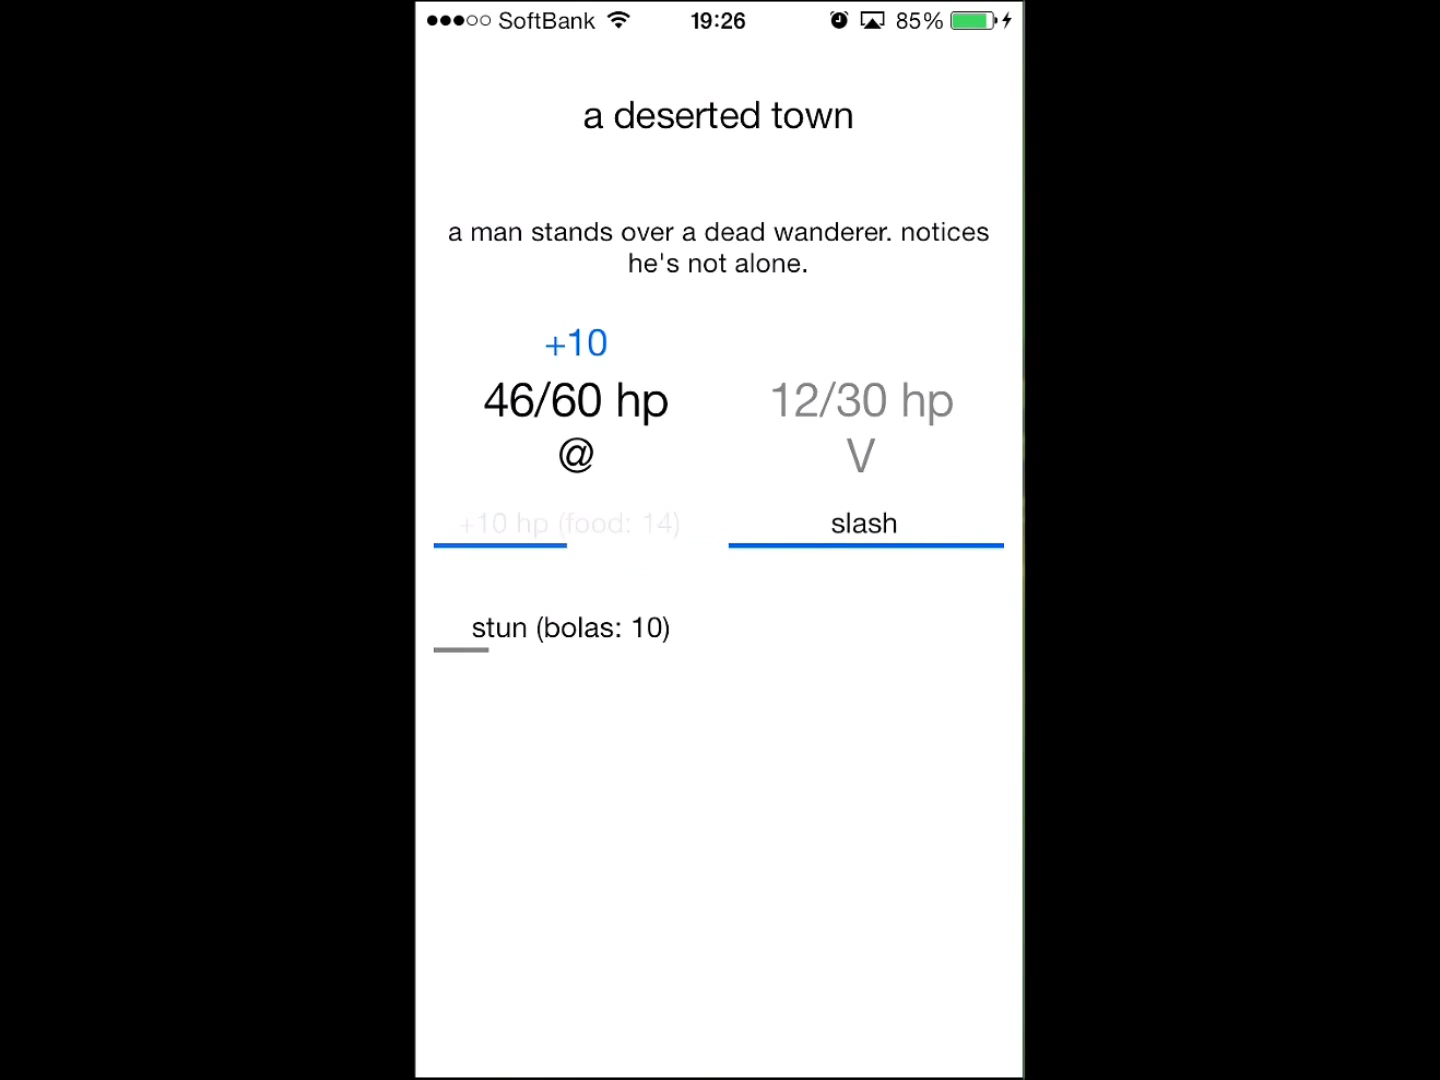 SoftBank 19:26 85%
a deserted town
a man stands over a dead wanderer. notices
he's not alone.
+10
46/60 hp 12/30 hp
@ V
+10 hp (food: 14) slash
stun (bolas: 10)